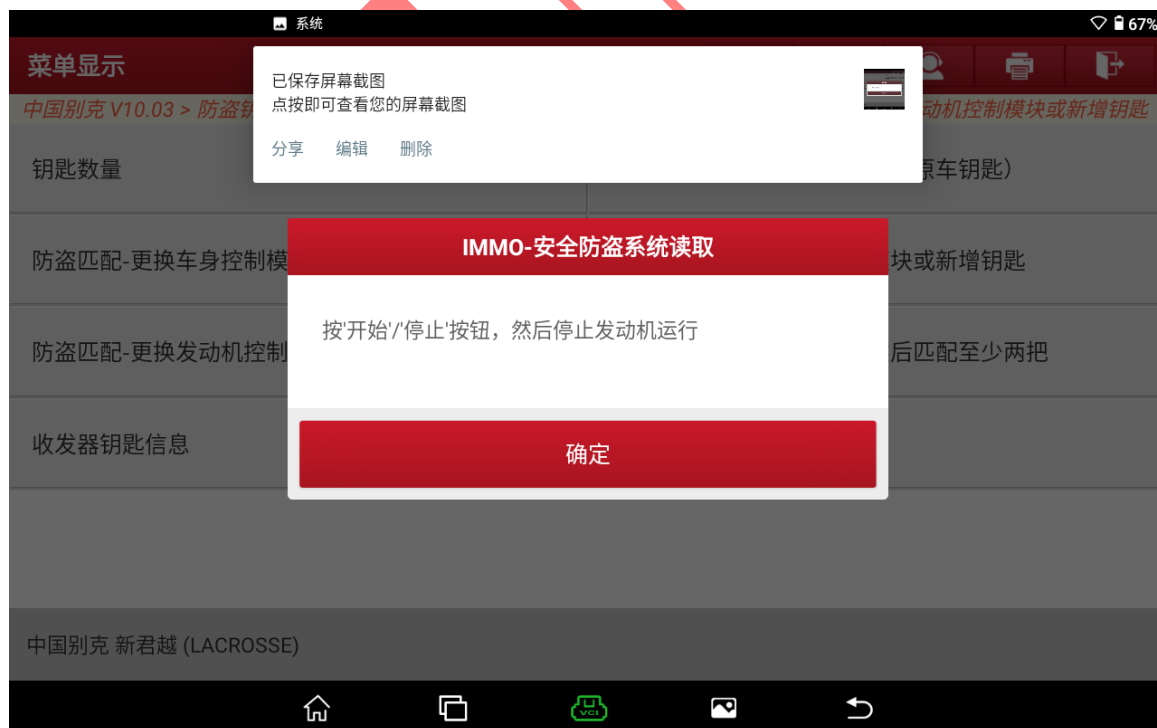 系统
67%
菜单显示
已保存屏幕截图
点按即可查看您的屏幕截图
分享 编辑 删除
中国别克 V10.03 > 防盗
动机控制模块或新增钥匙
钥匙数量
原车钥匙）
IMMO-安全防盗系统读取
防盗匹配-更换车身控制模
块或新增钥匙
按'开始'/'停止'按钮，然后停止发动机运行
防盗匹配-更换发动机控制
后匹配至少两把
收发器钥匙信息
确定
中国别克 新君越 (LACROSSE)
VCI